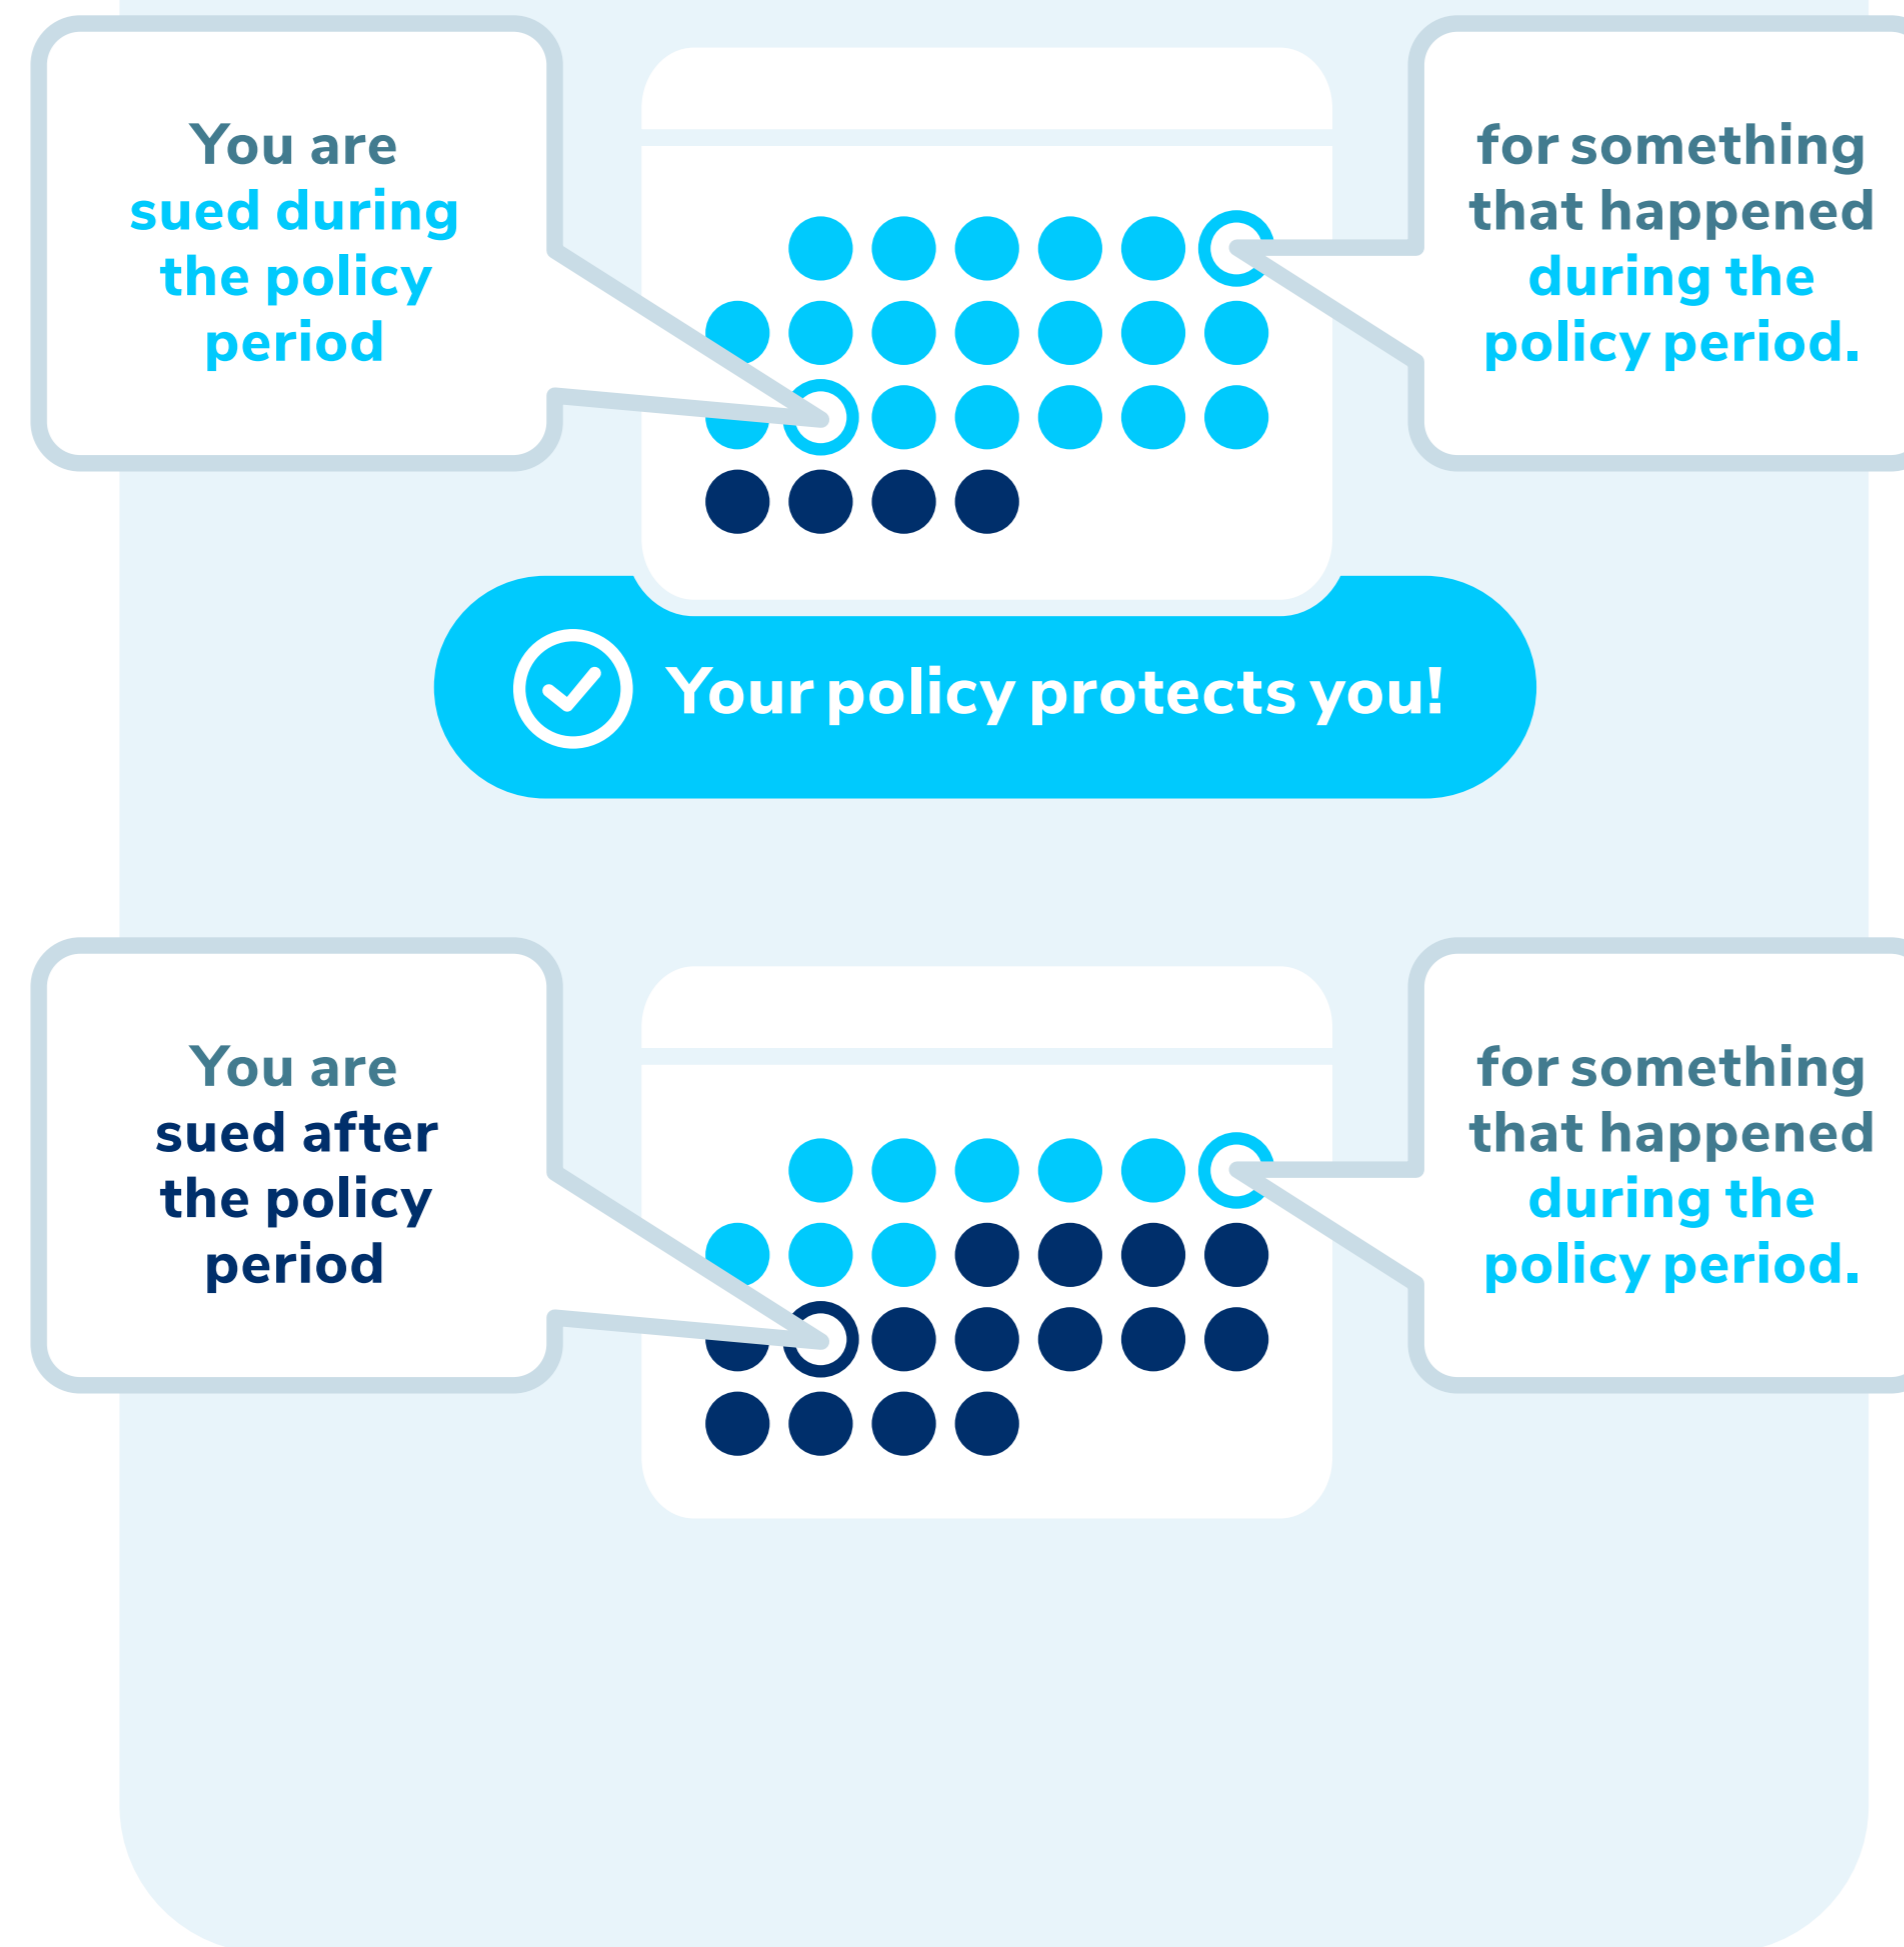 You are
sued during
the policy
period
for something
that happened
during the
policy period.
Your policy protects you!
You are
sued after
the policy
period
for something
that happened
during the
policy period.